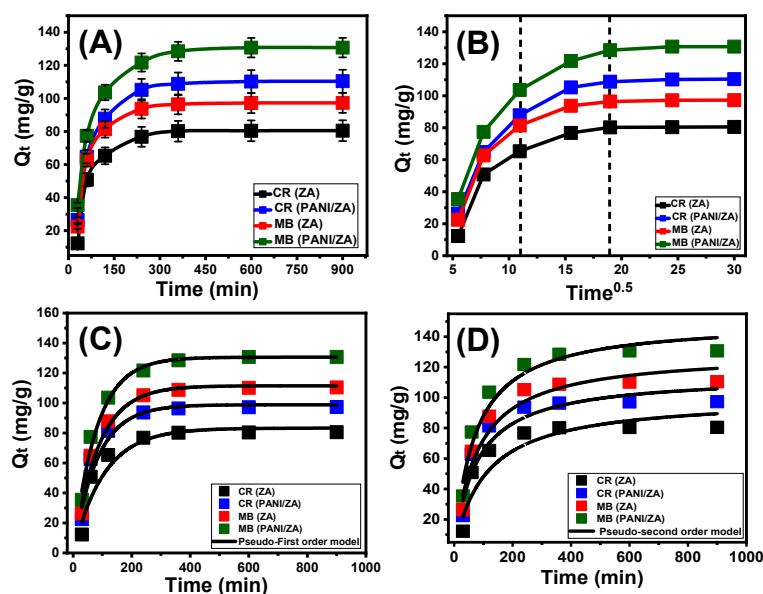 (A)
Qt (mg/g)
140
120
100
80
60
40
20
0 150 300 450 600 750 900
Time (min)
CR (ZA)
CR (PANI/ZA)
MB (ZA)
MB (PANI/ZA)
(B)
Qt (mg/g)
140
120
100
80
60
40
20
0
5 10 15 20 25 30
Time^0.5
CR (ZA)
CR (PANI/ZA)
MB (ZA)
MB (PANI/ZA)
(C)
Qt (mg/g)
160
140
120
100
80
60
40
20
0
0 200 400 600 800 1000
Time (min)
CR (ZA)
CR (PANI/ZA)
MB (ZA)
MB (PANI/ZA)
Pseudo-First order model
(D)
Qt (mg/g)
140
120
100
80
60
40
20
0 200 400 600 800 1000
Time (min)
CR (ZA)
CR (PANI/ZA)
MB (ZA)
MB (PANI/ZA)
Pseudo-second order model